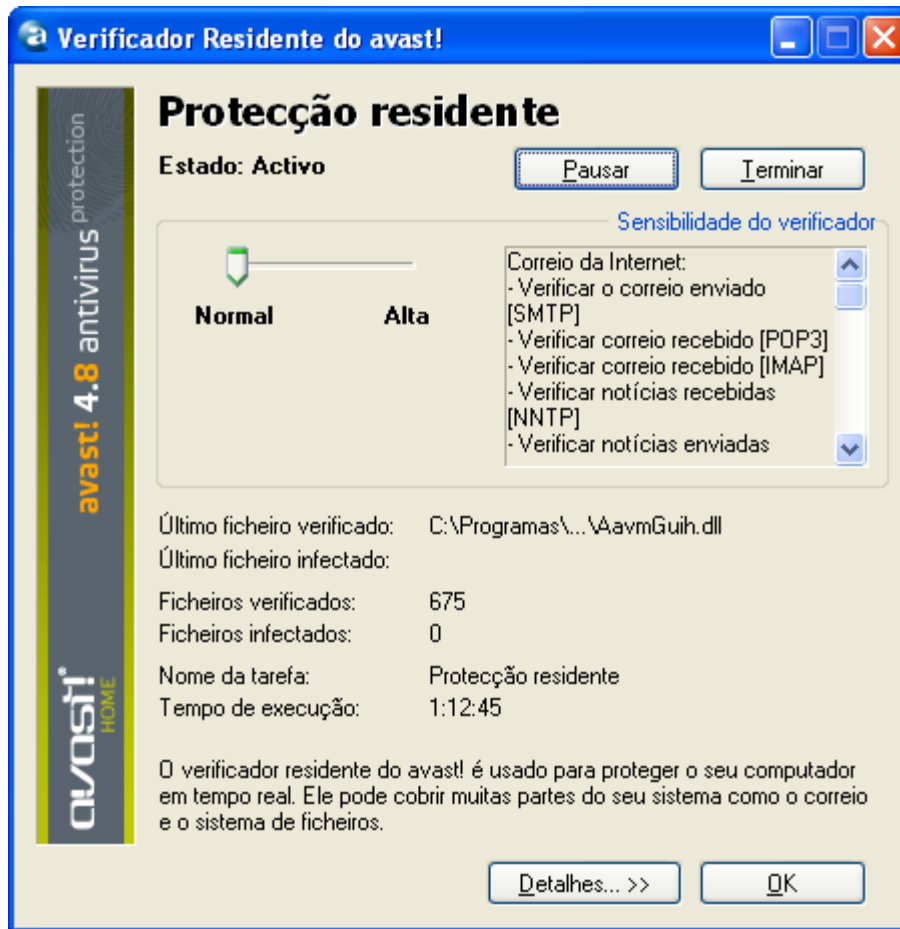 Verificador Residente do avast!
avast! 4.8 antivirus protection
avast!
HOME
Protecção residente
Estado: Activo
Pausar
Terminar
Sensibilidade do verificador
Normal
Alta
Correio da Internet:
- Verificar o correio enviado
[SMTP]
- Verificar correio recebido [POP3]
- Verificar correio recebido [IMAP]
- Verificar notícias recebidas
[NNTP]
- Verificar notícias enviadas
Último ficheiro verificado: C:\Programas\...\AavmGuih.dll
Último ficheiro infectado:
Ficheiros verificados: 675
Ficheiros infectados: 0
Nome da tarefa: Protecção residente
Tempo de execução: 1:12:45
O verificador residente do avast! é usado para proteger o seu computador
em tempo real. Ele pode cobrir muitas partes do seu sistema como o correio
e o sistema de ficheiros.
Detalhes... >>
OK